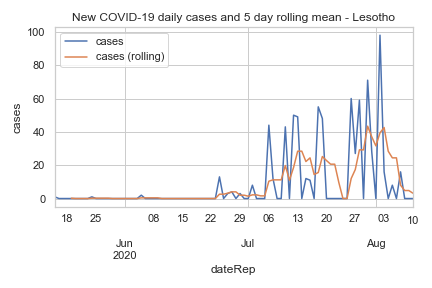 New COVID-19 daily cases and 5 day rolling mean - Lesotho
cases
cases (rolling)
100
80
60
40
20
0
cases
18 25 08 15 22 29 06 13 20 27 03 10
Jun Jul Aug
2020
dateRep